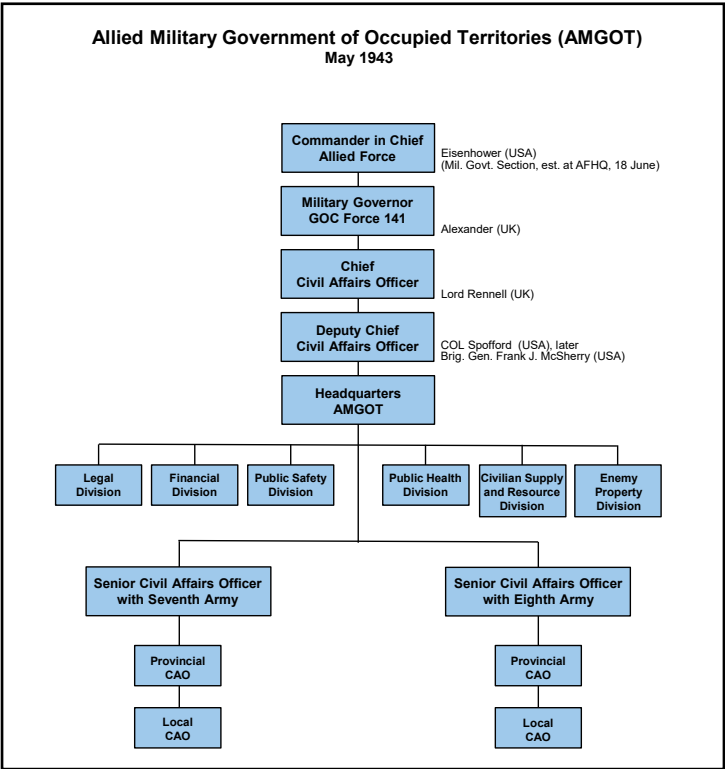 Allied Military Government of Occupied Territories (AMGOT)
May 1943
Commander in Chief
Allied Force
Eisenhower (USA)
(Mil. Govt. Section, est. at AFHQ, 18 June)
Military Governor
GOC Force 141
Alexander (UK)
Chief
Civil Affairs Officer
Lord Rennell (UK)
Deputy Chief
Civil Affairs Officer
COL Spofford (USA), later
Brig. Gen. Frank J. McSherry (USA)
Headquarters
AMGOT
Legal
Division
Financial
Division
Public Safety
Division
Public Health
Division
Civilian Supply
and Resource
Division
Enemy
Property
Division
Senior Civil Affairs Officer
with Seventh Army
Senior Civil Affairs Officer
with Eighth Army
Provincial
CAO
Provincial
CAO
Local
CAO
Local
CAO